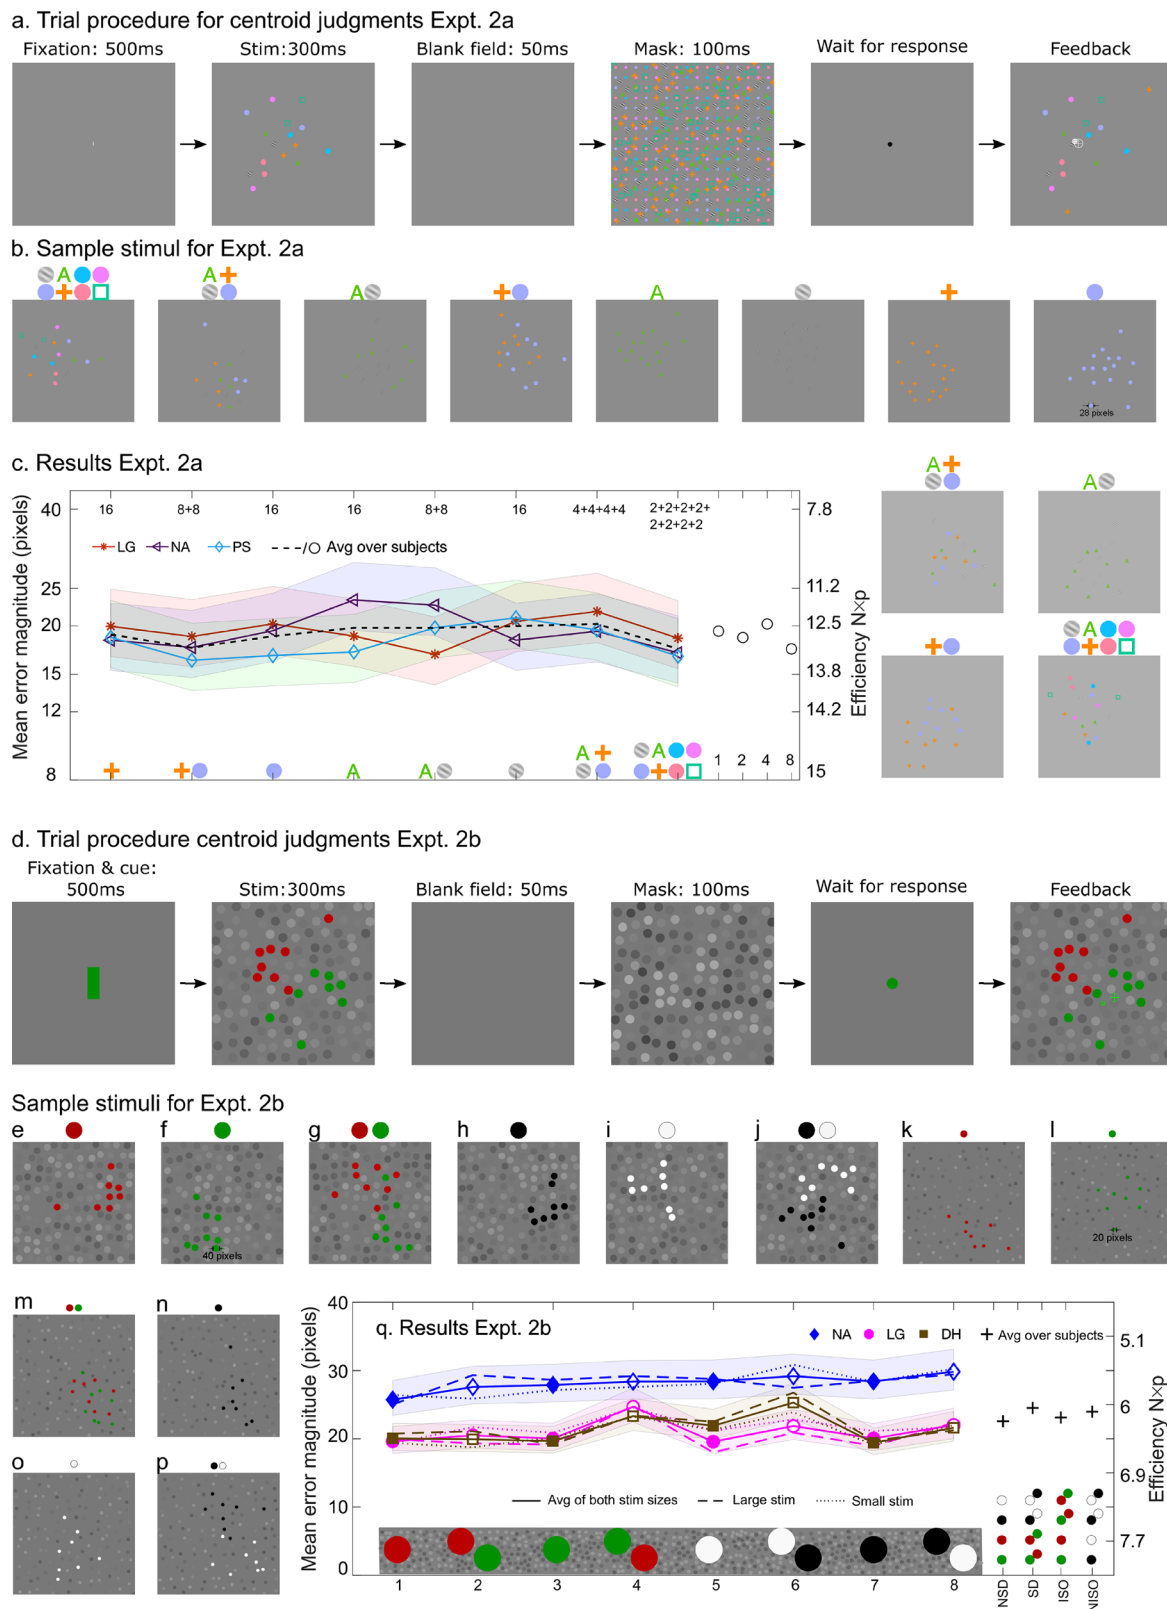 a. Trial procedure for centroid judgments Expt. 2a
Fixation: 500ms
Stim:300ms
Blank field: 50ms
Mask: 100ms
Wait for response
Feedback
b. Sample stimul for Expt. 2a
A
A
A
A
28 pixels
c. Results Expt. 2a
Mean error magnitude (pixels)
40
25
20
15
12
8
16
8+8
16
16
8+8
16
4+4+4+4
2+2+2+2+
2+2+2+2
LG
NA
PS
/
Avg over subjects
A
A
A
A
1
2
4
8
7.8
11.2
12.5
13.8
14.2
15
Efficiency N×p
A
A
A
d. Trial procedure centroid judgments Expt. 2b
Fixation & cue:
500ms
Stim:300ms
Blank field: 50ms
Mask: 100ms
Wait for response
Feedback
Sample stimuli for Expt. 2b
e
f
g
h
i
j
k
l
40 pixels
20 pixels
m
n
o
p
q. Results Expt. 2b
Mean error magnitude (pixels)
40
30
20
10
0
NA
LG
DH
Avg over subjects
Avg of both stim sizes
Large stim
Small stim
1
2
3
4
5
6
7
8
NSD
SD
ISO
NISO
5.1
6
6.9
7.7
Efficiency N×p